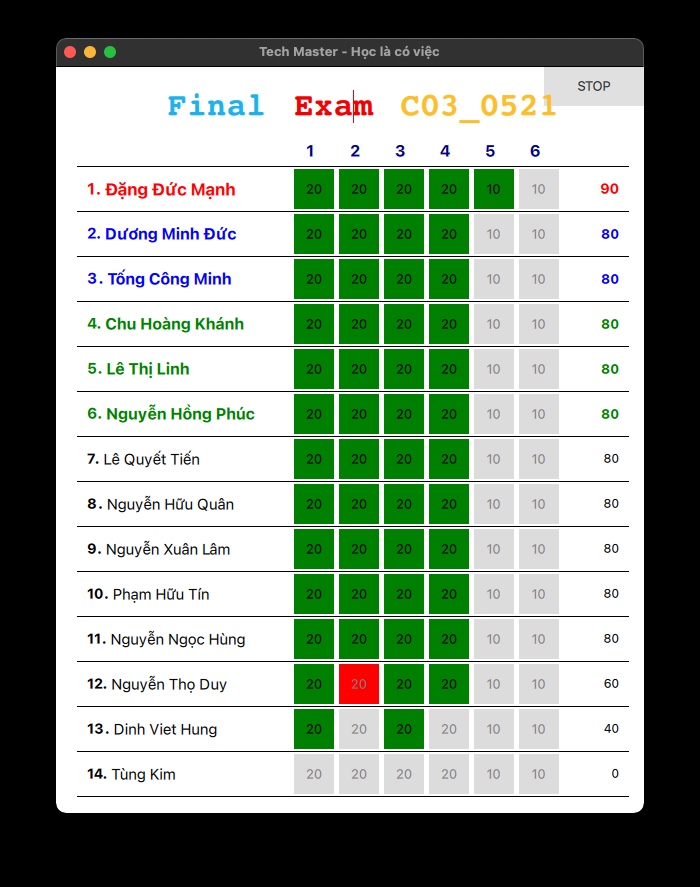 Tech Master - Học là có việc
STOP
Final Exam C03_0521
1 2 3 4 5 6
1. Đặng Đức Mạnh 20 20 20 20 10 10 90
2. Dương Minh Đức 20 20 20 20 10 10 80
3. Tống Công Minh 20 20 20 20 10 10 80
4. Chu Hoàng Khánh 20 20 20 20 10 10 80
5. Lê Thị Linh 20 20 20 20 10 10 80
6. Nguyễn Hồng Phúc 20 20 20 20 10 10 80
7. Lê Quyết Tiến 20 20 20 20 10 10 80
8. Nguyễn Hữu Quân 20 20 20 20 10 10 80
9. Nguyễn Xuân Lâm 20 20 20 20 10 10 80
10. Phạm Hữu Tín 20 20 20 20 10 10 80
11. Nguyễn Ngọc Hùng 20 20 20 20 10 10 80
12. Nguyễn Thọ Duy 20 20 20 20 10 10 60
13. Dinh Viet Hung 20 20 20 20 10 10 40
14. Tùng Kim 20 20 20 20 10 10 0